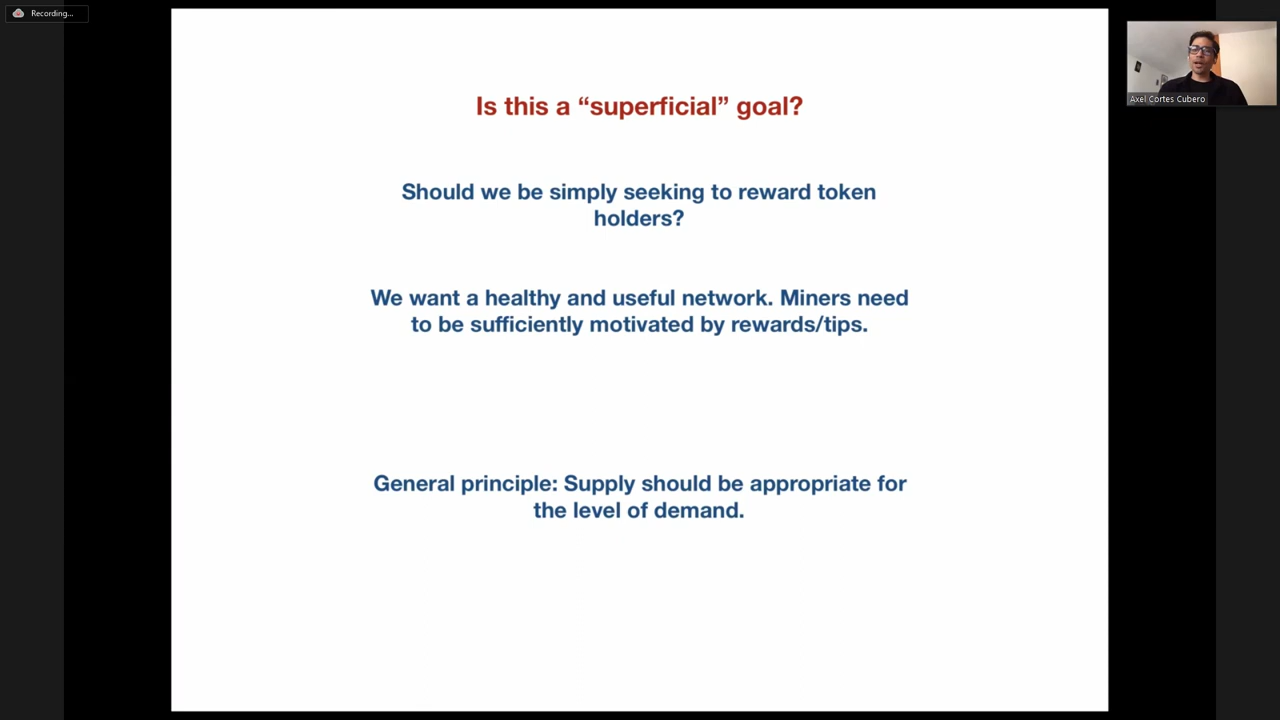 Recording...
Is this a “superficial” goal?
Should we be simply seeking to reward token
holders?
We want a healthy and useful network. Miners need
to be sufficiently motivated by rewards/tips.
General principle: Supply should be appropriate for
the level of demand.
Axel Cortes Cubero